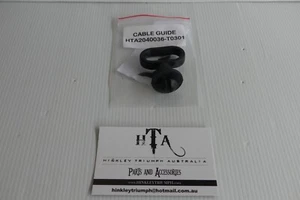 CABLE GUIDE
HTA2040036-T0301
HTA
HINKLEY TRIUMPH AUSTRALIA
PARTS AND ACCESSORIES
hinkleytriumph@hotmail.com.au